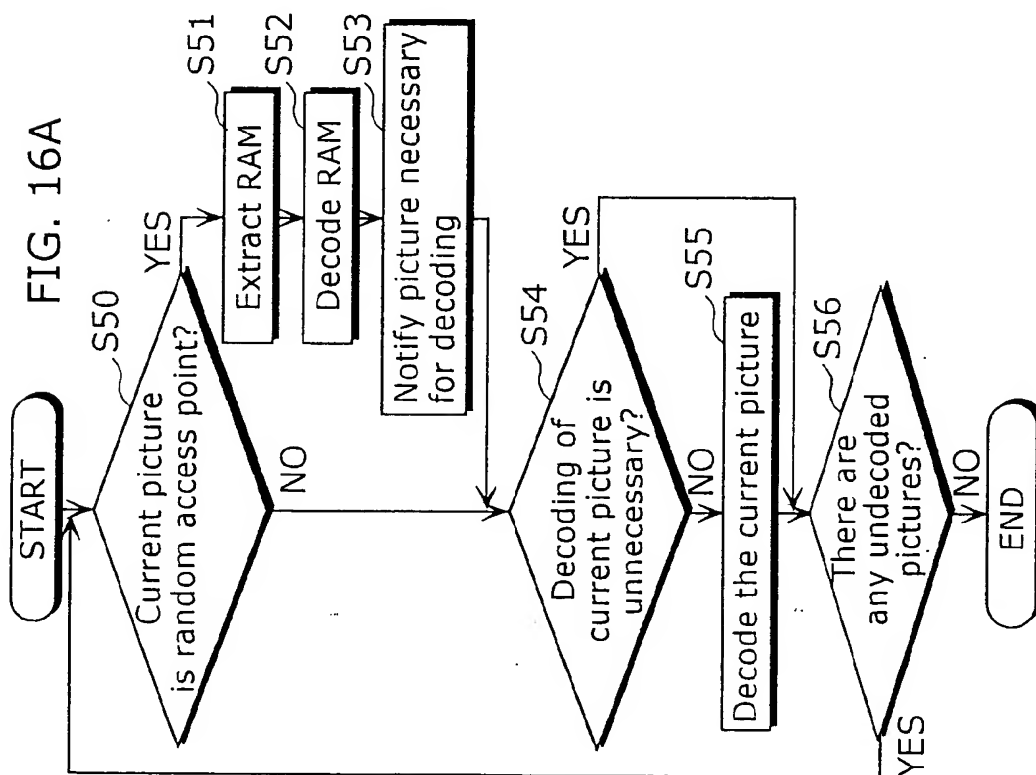 FIG. 16A
START
S50
Current picture
is random access point?
YES
NO
S51
Extract RAM
S52
Decode RAM
S53
Notify picture necessary
for decoding
S54
Decoding of
current picture is
unnecessary?
YES
NO
S55
Decode the current picture
S56
There are
any undecoded
pictures?
YES
NO
END